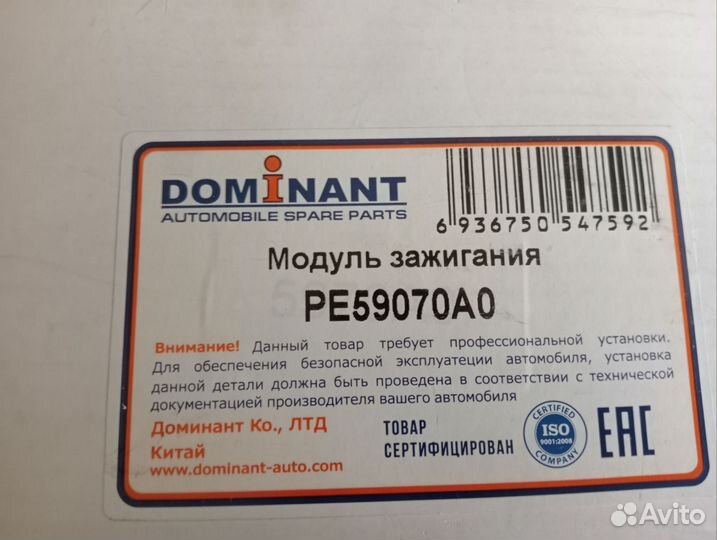 DOMiNANT
AUTOMOBILE SPARE PARTS
6 936750 547592
Модуль зажигания
PE59070A0
Внимание! Данный товар требует профессиональной установки.
Для обеспечения безопасной эксплуатеции автомобиля, установка
данной детали должна быть проведена в соответствии с технической
документацией производителя вашего автомобиля
Доминант Ко., ЛТД
Китай
www.dominant-auto.com
ТОВАР
СЕРТИФИЦИРОВАН
CERTIFIED
ISO
9001:2008
COMPANY
EAC
Avito